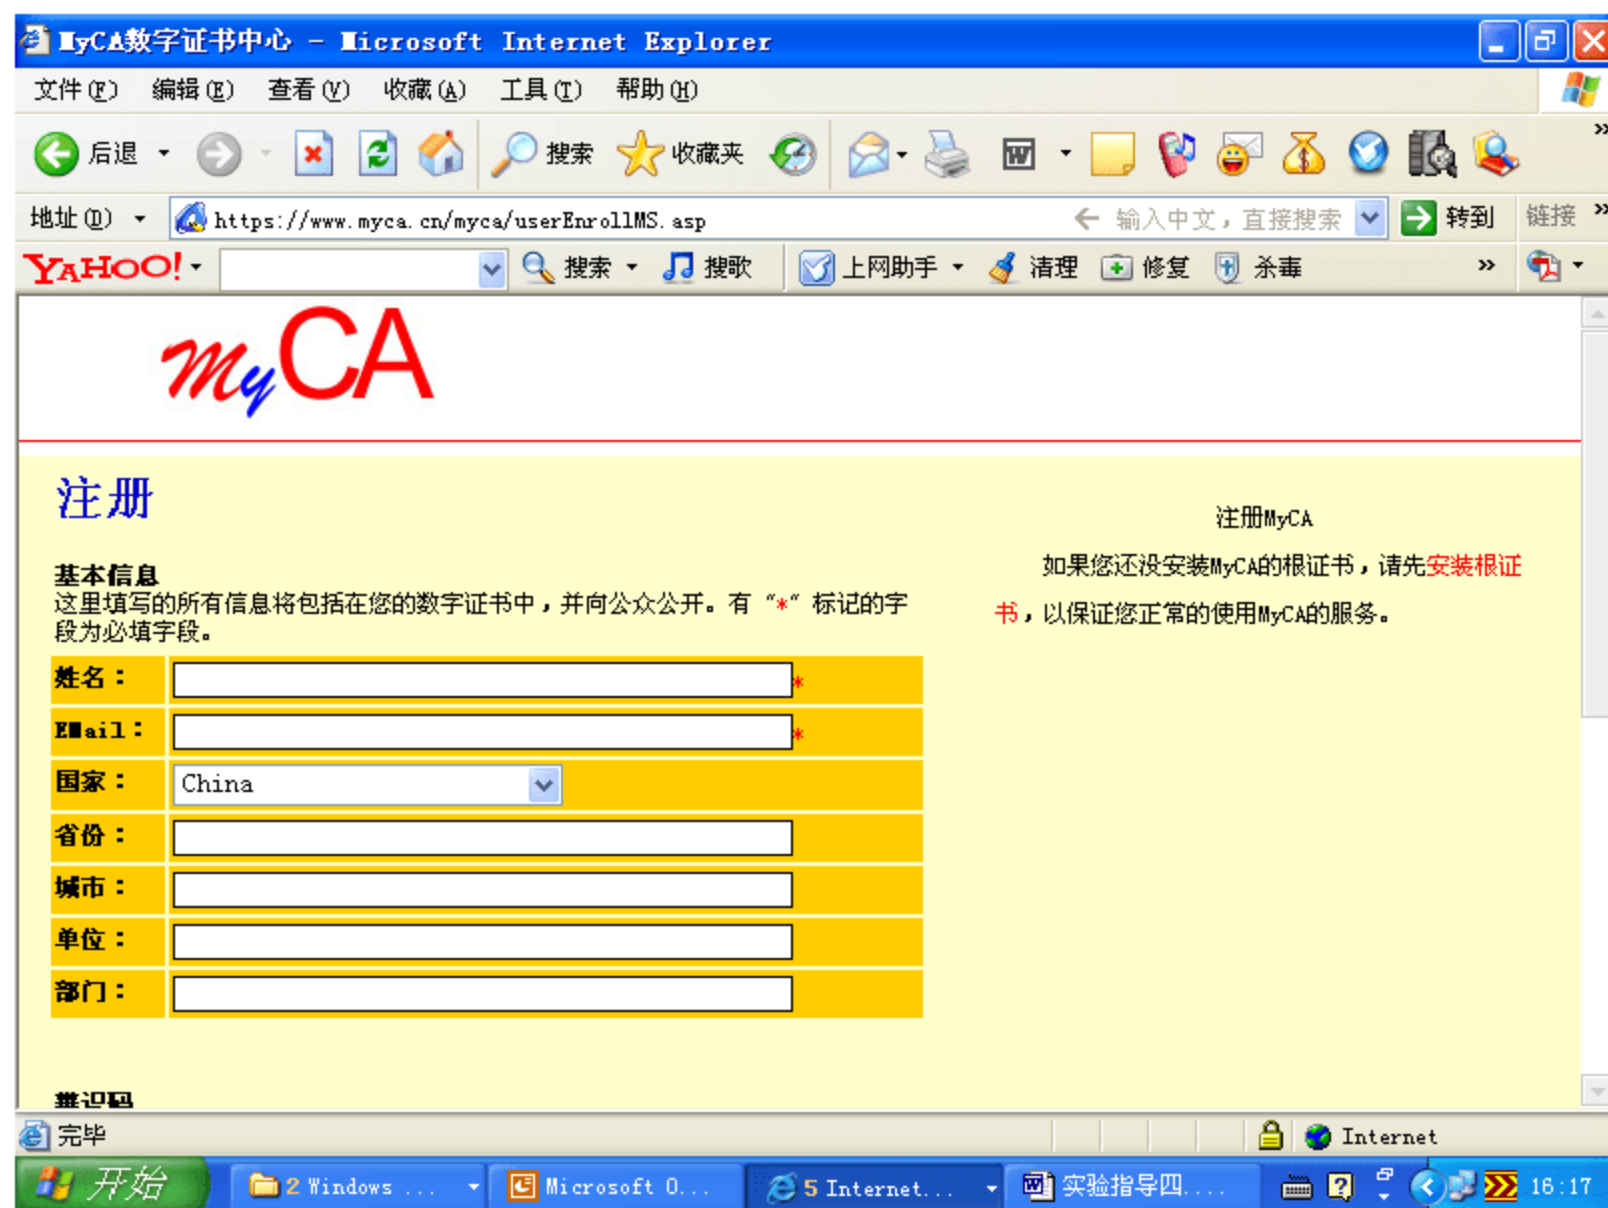 MyCA数字证书中心 - Microsoft Internet Explorer
文件(F) 编辑(E) 查看(V) 收藏(A) 工具(T) 帮助(H)
后退 搜索 收藏夹 »
地址(D) https://www.myca.cn/myca/userEnrollMS.asp ← 输入中文，直接搜索 转到 链接 »
YAHOO! 搜索 搜歌 上网助手 清理 修复 杀毒 »
MyCA
注册
基本信息
这里填写的所有信息将包括在您的数字证书中，并向公众公开。有 “*” 标记的字
段为必填字段。
姓名： *
EMail： *
国家： China
省份：
城市：
单位：
部门：
注册MyCA
如果您还没安装MyCA的根证书，请先安装根证
书，以保证您正常的使用MyCA的服务。
完毕 Internet
开始 2 Windows ... Microsoft O... 5 Internet... 实验指导四.... 16:17